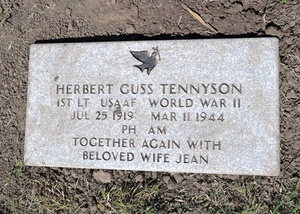 HERBERT GUSS TENNYSON
1ST LT USAAF WORLD WAR II
JUL 25 1919 MAR 11 1944
PH AM
TOGETHER AGAIN WITH
BELOVED WIFE JEAN